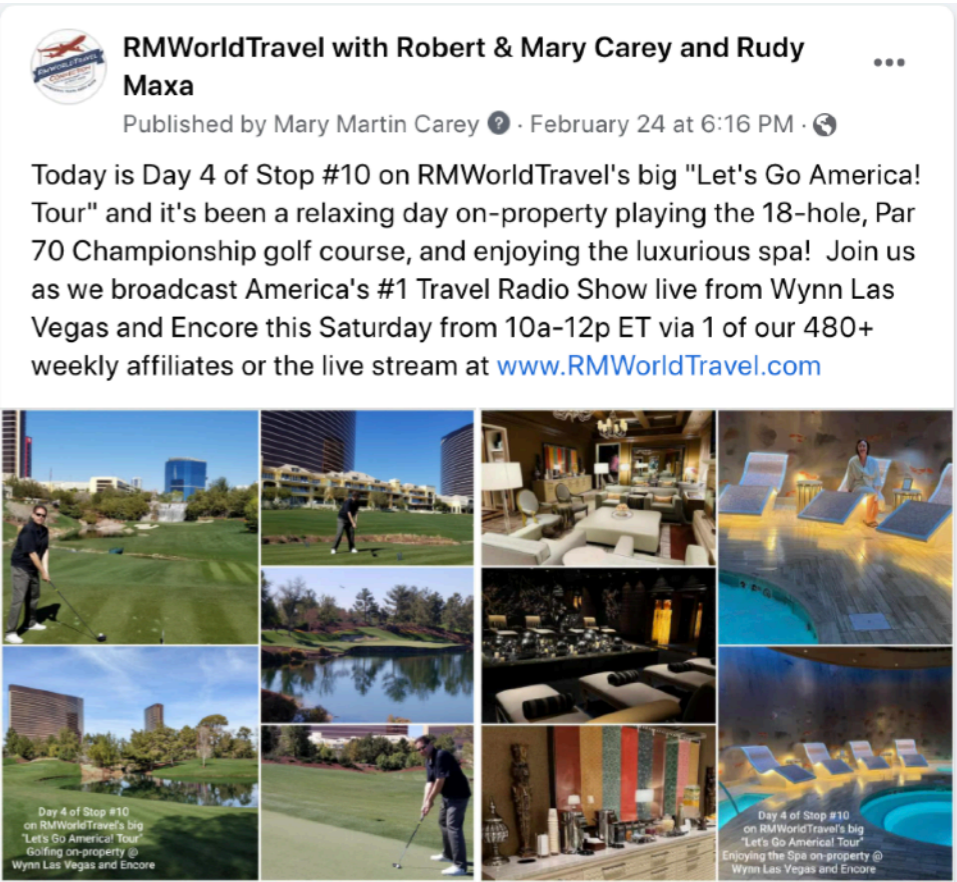 RMWorldTravel with Robert & Mary Carey and Rudy
Maxa
Published by Mary Martin Carey · February 24 at 6:16 PM ·
Today is Day 4 of Stop #10 on RMWorldTravel's big "Let's Go America!
Tour" and it's been a relaxing day on-property playing the 18-hole, Par
70 Championship golf course, and enjoying the luxurious spa!  Join us
as we broadcast America's #1 Travel Radio Show live from Wynn Las
Vegas and Encore this Saturday from 10a-12p ET via 1 of our 480+
weekly affiliates or the live stream at www.RMWorldTravel.com
Day 4 of Stop #10
on RMWorldTravel's big
"Let's Go America! Tour"
Golfing on-property @
Wynn Las Vegas and Encore
Day 4 of Stop #10
on RMWorldTravel's big
"Let's Go America! Tour"
Enjoying the Spa on-property @
Wynn Las Vegas and Encore